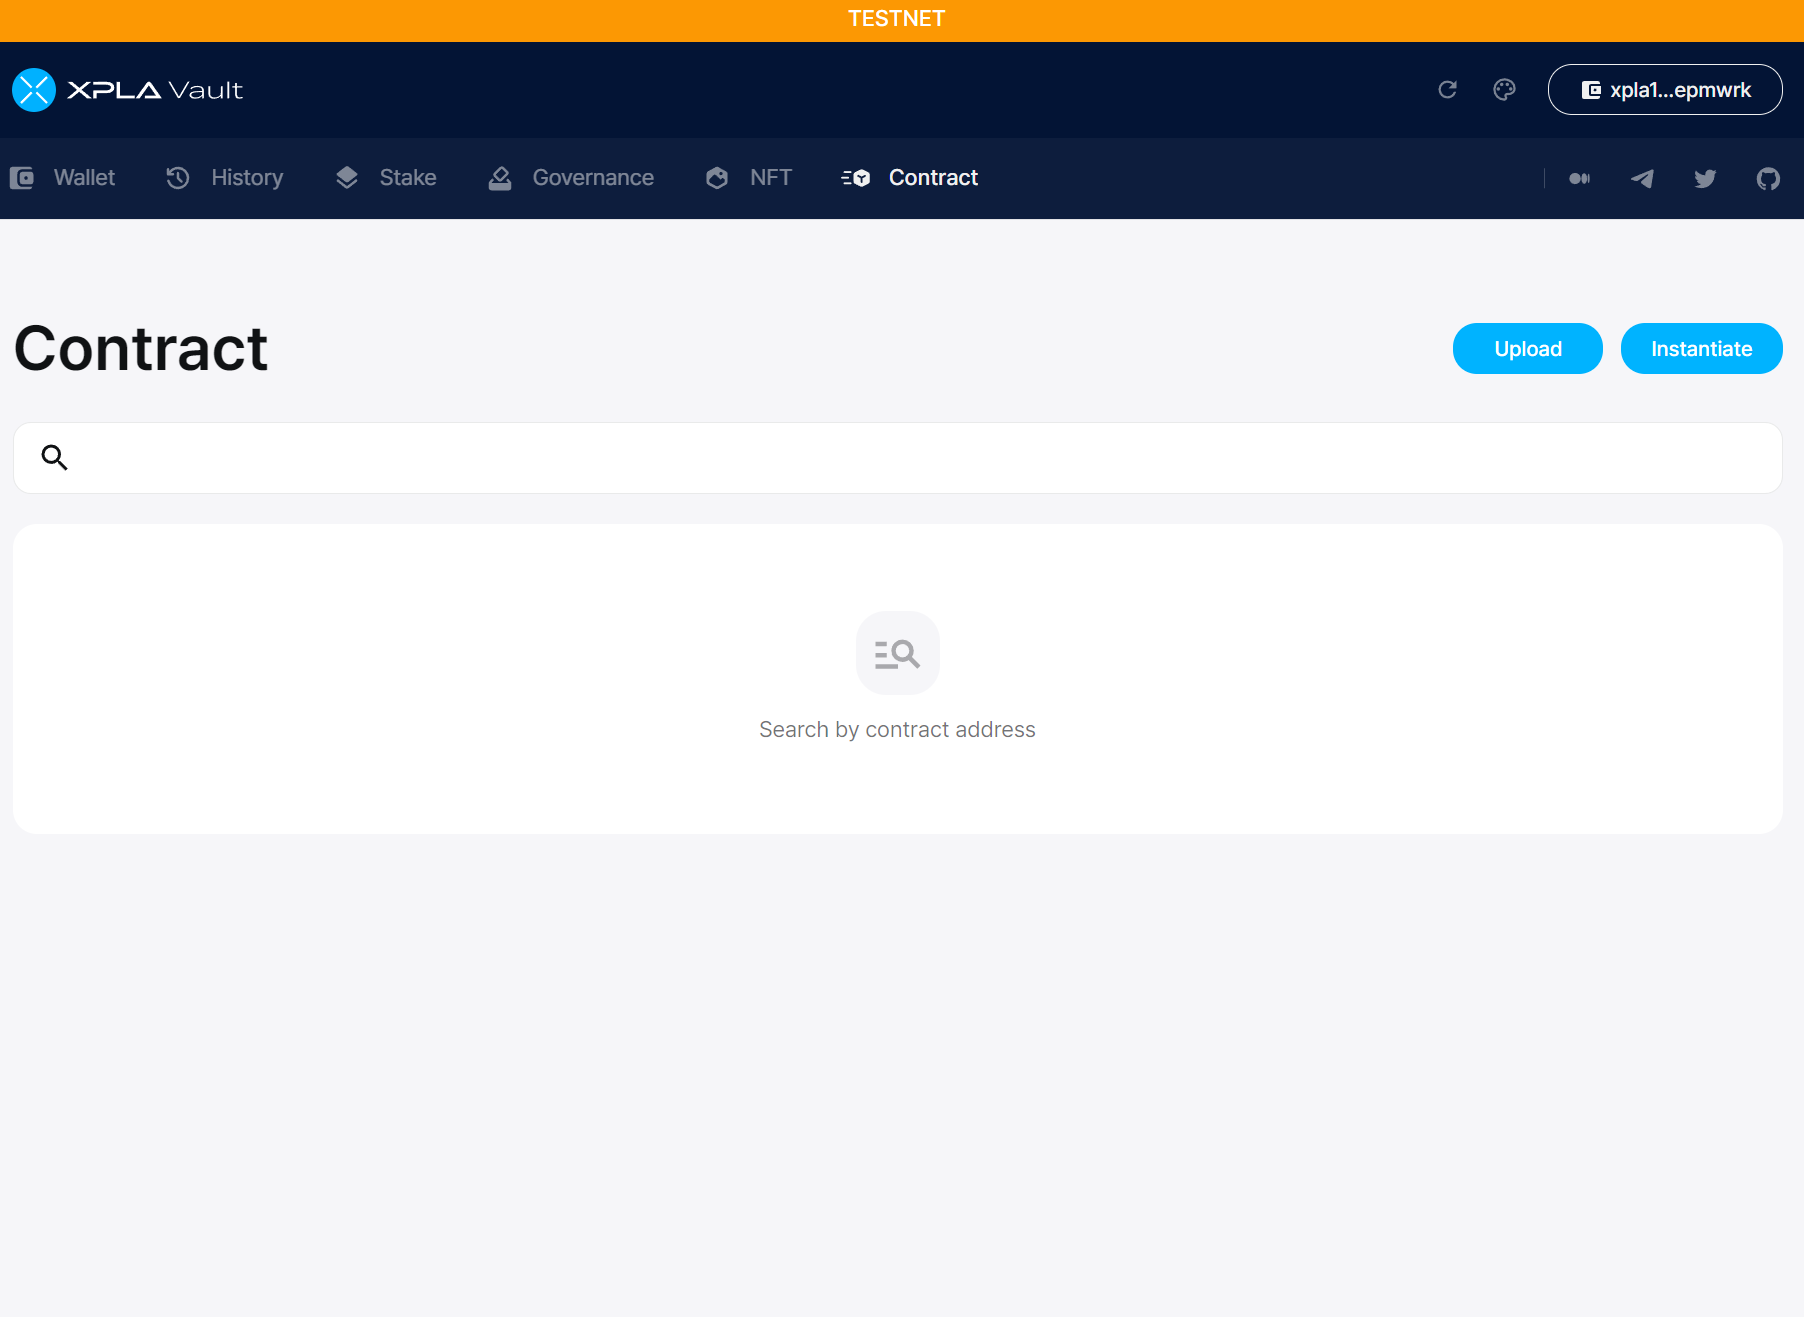 TESTNET
XPLA Vault
xpla1...epmwrk
Wallet
History
Stake
Governance
NFT
Contract
Contract
Upload
Instantiate
Search by contract address